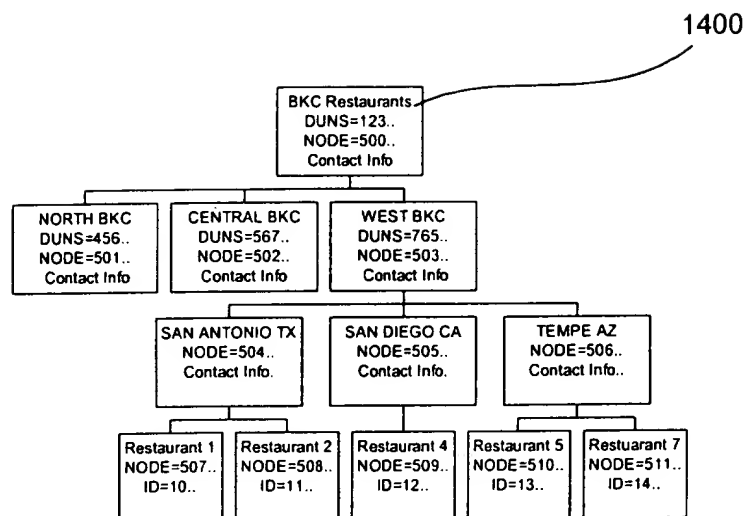 1400
BKC Restaurants
DUNS=123..
NODE=500..
Contact Info
NORTH BKC
DUNS=456..
NODE=501..
Contact Info
CENTRAL BKC
DUNS=567..
NODE=502..
Contact Info
WEST BKC
DUNS=765..
NODE=503..
Contact Info
SAN ANTONIO TX
NODE=504..
Contact Info.
SAN DIEGO CA
NODE=505..
Contact Info.
TEMPE AZ
NODE=506..
Contact Info..
Restaurant 1
NODE=507..
ID=10..
Restaurant 2
NODE=508..
ID=11..
Restaurant 4
NODE=509..
ID=12..
Restaurant 5
NODE=510..
ID=13..
Restuarant 7
NODE=511..
ID=14..